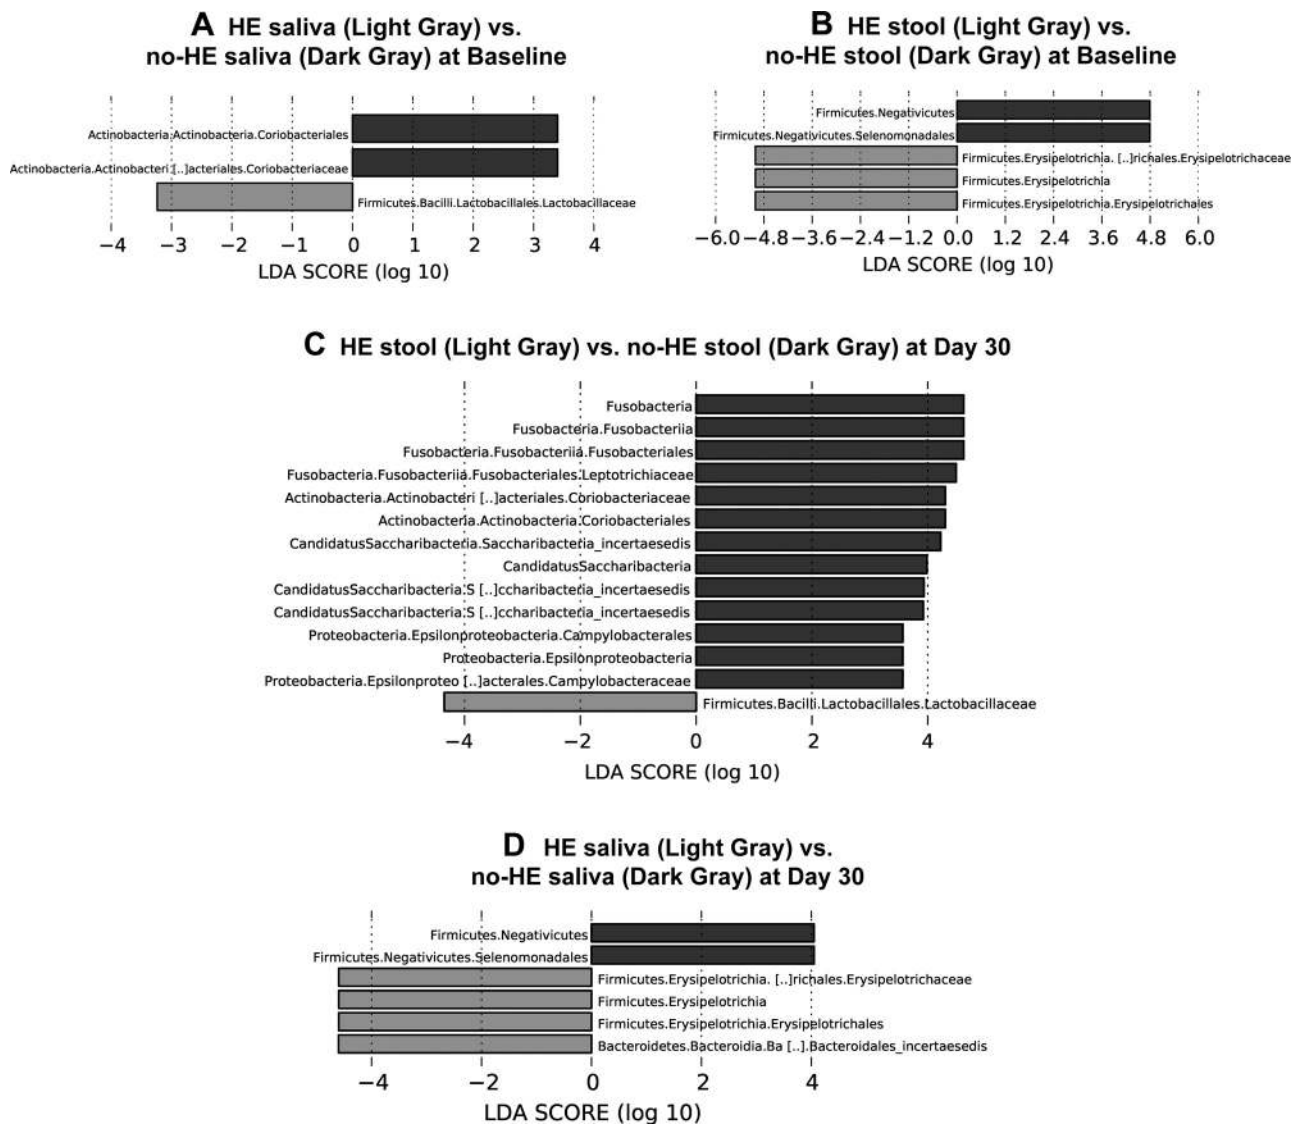 A HE saliva (Light Gray) vs.
no-HE saliva (Dark Gray) at Baseline
Actinobacteria.Actinobacteria.Coriobacteriales
Actinobacteria.Actinobacteri [..]acteriales.Coriobacteriaceae
Firmicutes.Bacilli.Lactobacillales.Lactobacillaceae
−4 −3 −2 −1 0 1 2 3 4
LDA SCORE (log 10)
B HE stool (Light Gray) vs.
no-HE stool (Dark Gray) at Baseline
Firmicutes.Negativicutes
Firmicutes.Negativicutes.Selenomonadales
Firmicutes.Erysipelotrichia. [..]richales.Erysipelotrichaceae
Firmicutes.Erysipelotrichia
Firmicutes.Erysipelotrichia.Erysipelotrichales
−6.0 −4.8 −3.6 −2.4 −1.2 0.0 1.2 2.4 3.6 4.8 6.0
LDA SCORE (log 10)
C HE stool (Light Gray) vs. no-HE stool (Dark Gray) at Day 30
Fusobacteria
Fusobacteria.Fusobacteriia
Fusobacteria.Fusobacteriia.Fusobacteriales
Fusobacteria.Fusobacteriia.Fusobacteriales.Leptotrichiaceae
Actinobacteria.Actinobacteri [..]acteriales.Coriobacteriaceae
Actinobacteria.Actinobacteria.Coriobacteriales
CandidatusSaccharibacteria.Saccharibacteria_incertaesedis
CandidatusSaccharibacteria
CandidatusSaccharibacteria.S [..]ccharibacteria_incertaesedis
CandidatusSaccharibacteria.S [..]ccharibacteria_incertaesedis
Proteobacteria.Epsilonproteobacteria.Campylobacterales
Proteobacteria.Epsilonproteobacteria
Proteobacteria.Epsilonproteo [..]acterales.Campylobacteraceae
Firmicutes.Bacilli.Lactobacillales.Lactobacillaceae
−4 −2 0 2 4
LDA SCORE (log 10)
D HE saliva (Light Gray) vs.
no-HE saliva (Dark Gray) at Day 30
Firmicutes.Negativicutes
Firmicutes.Negativicutes.Selenomonadales
Firmicutes.Erysipelotrichia. [..]richales.Erysipelotrichaceae
Firmicutes.Erysipelotrichia
Firmicutes.Erysipelotrichia.Erysipelotrichales
Bacteroidetes.Bacteroidia.Ba [..].Bacteroidales_incertaesedis
−4 −2 0 2 4
LDA SCORE (log 10)